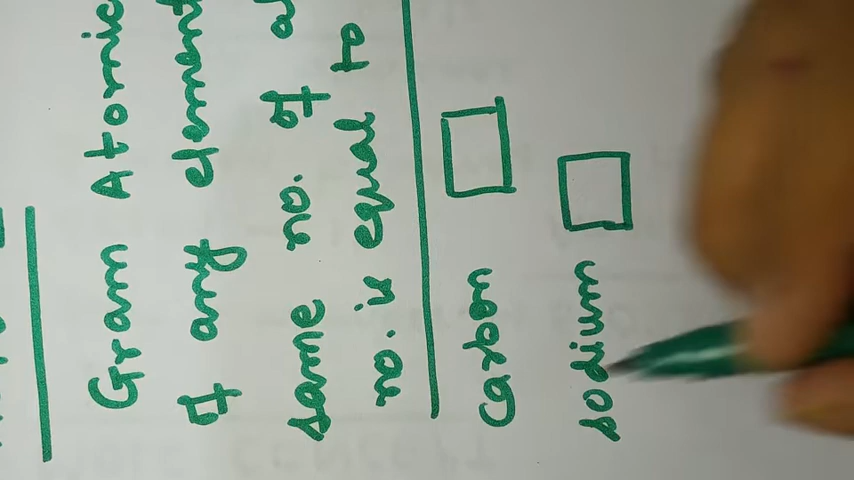 Gram Atomic
of any element
same no. of a
no. is equal to
Carbon
sodium